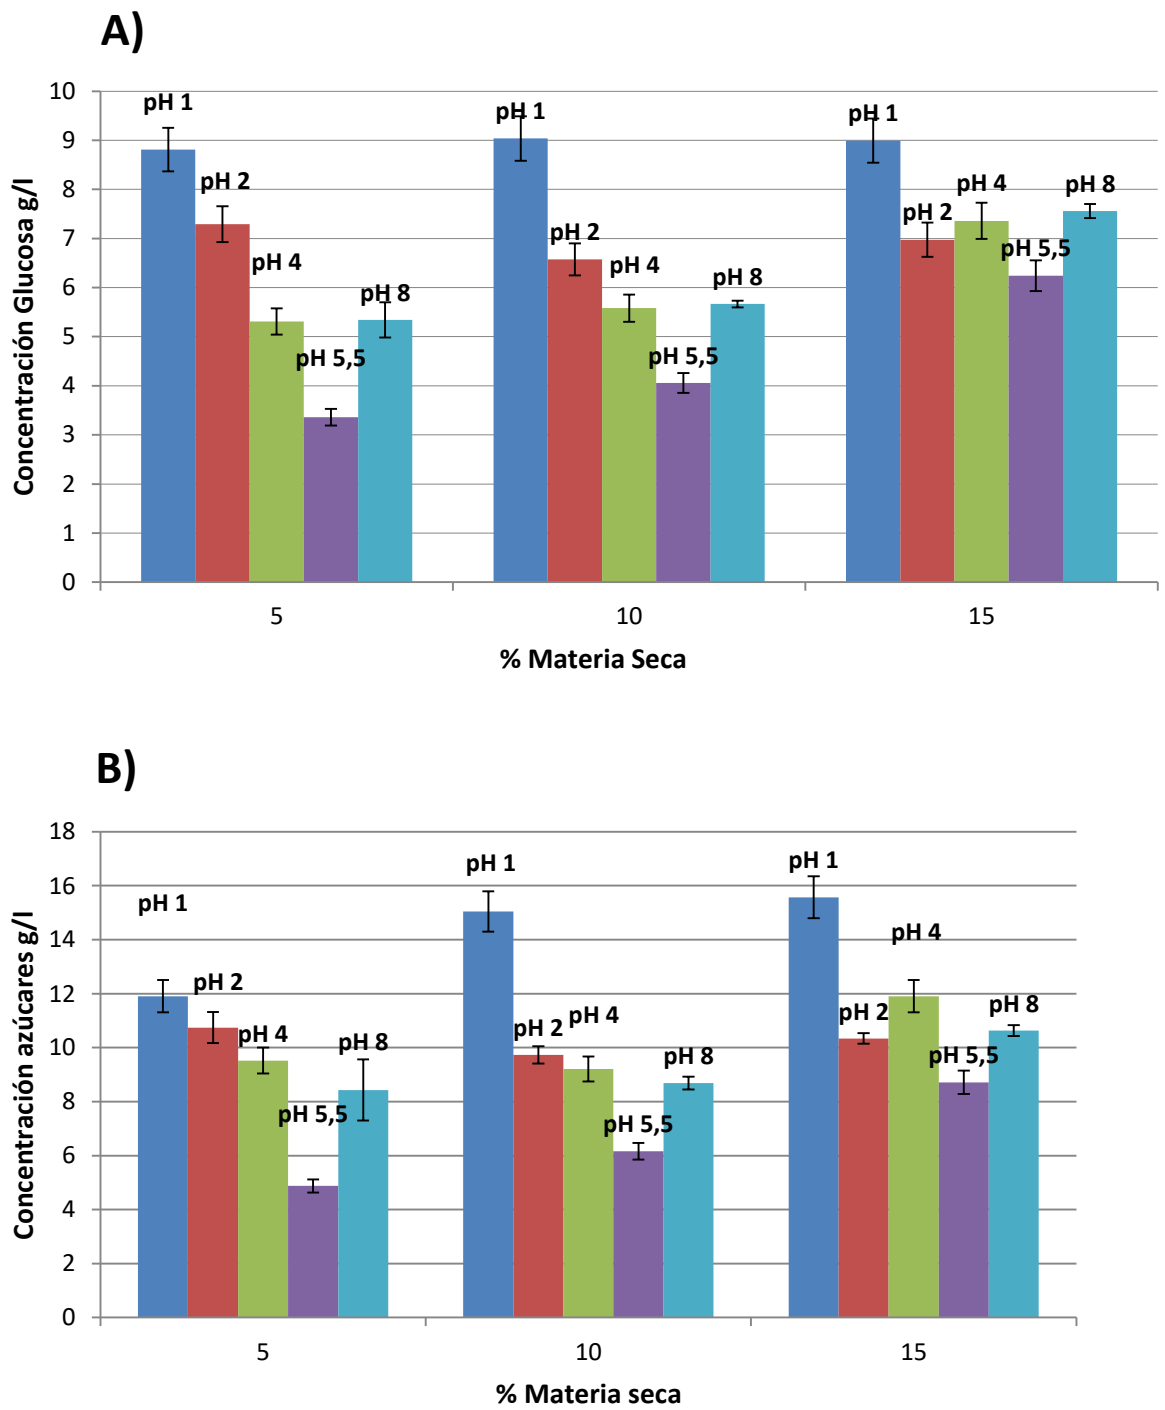 A)
Concentración Glucosa g/l
10
9
8
7
6
5
4
3
2
1
0
pH 1
pH 2
pH 4
pH 5,5
pH 8
pH 1
pH 2
pH 4
pH 5,5
pH 8
pH 1
pH 2
pH 4
pH 5,5
pH 8
5
10
15
% Materia Seca
B)
Concentración azúcares g/l
18
16
14
12
10
8
6
4
2
0
pH 1
pH 2
pH 4
pH 5,5
pH 8
pH 1
pH 2
pH 4
pH 5,5
pH 8
pH 1
pH 2
pH 4
pH 5,5
pH 8
5
10
15
% Materia seca